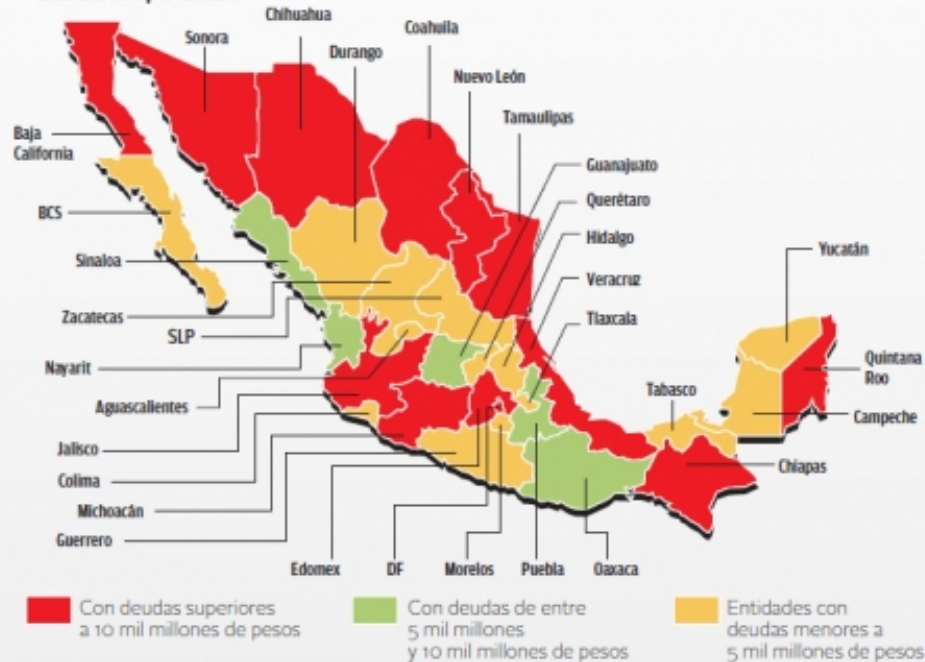 Chihuahua
Sonora
Coahuila
Durango
Nuevo León
Tamaulipas
Baja
California
Guanajuato
Querétaro
BCS
Hidalgo
Yucatán
Sinaloa
Veracruz
Zacatecas
Tlaxcala
SLP
Nayarit
Quintana
Roo
Tabasco
Aguascalientes
Campeche
Jalisco
Chiapas
Colima
Michoacán
Guerrero
Edomex
DF
Morelos
Puebla
Oaxaca
Con deudas superiores
a 10 mil millones de pesos
Con deudas de entre
5 mil millones
y 10 mil millones de pesos
Entidades con
deudas menores a
5 mil millones de pesos